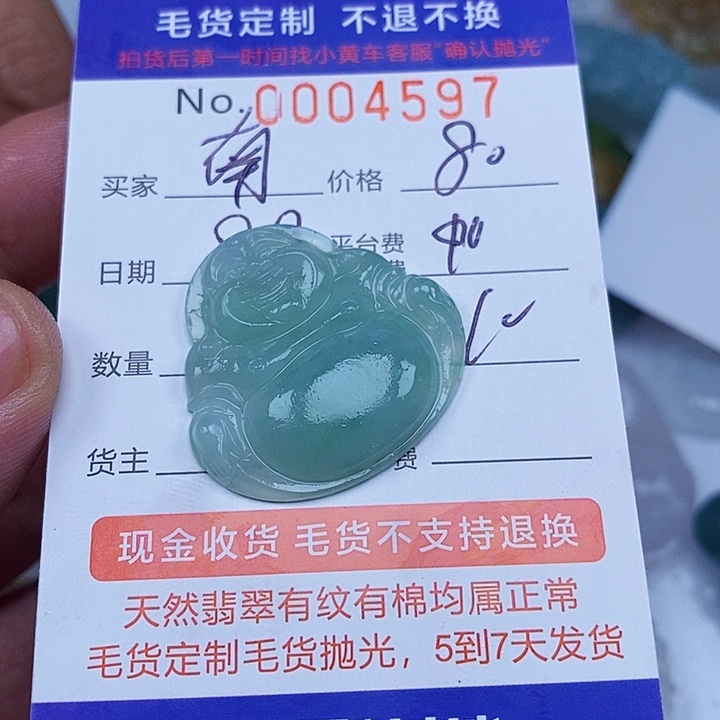 毛货定制 不退不换
拍货后第一时间找小黄车客服“确认抛光”
No.0004597
买家 南 价格 80
日期 平台费 40
数量
货主 费
现金收货 毛货不支持退换
天然翡翠有纹有棉均属正常
毛货定制毛货抛光，5到7天发货